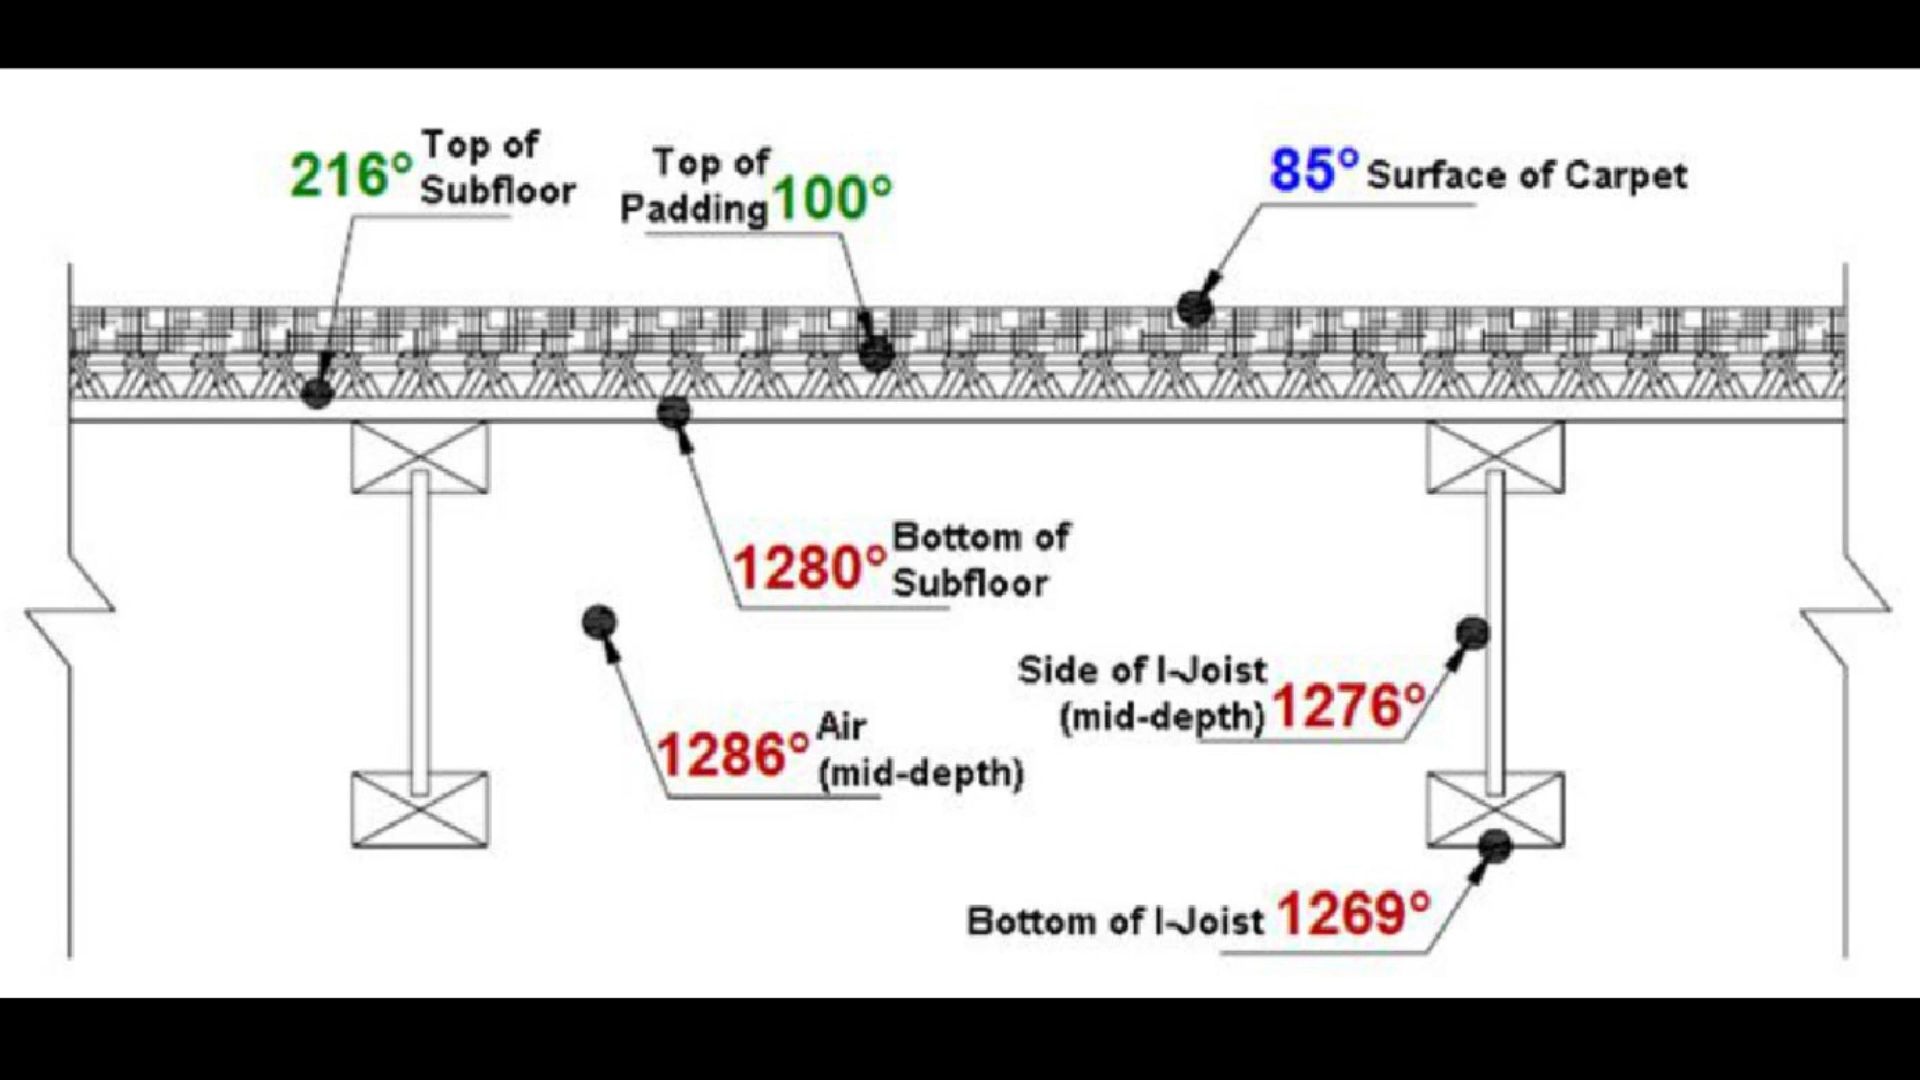 216° Top of
Subfloor
Top of
Padding 100°
85° Surface of Carpet
1280° Bottom of
Subfloor
1286° Air
(mid-depth)
Side of I-Joist
(mid-depth) 1276°
Bottom of I-Joist 1269°